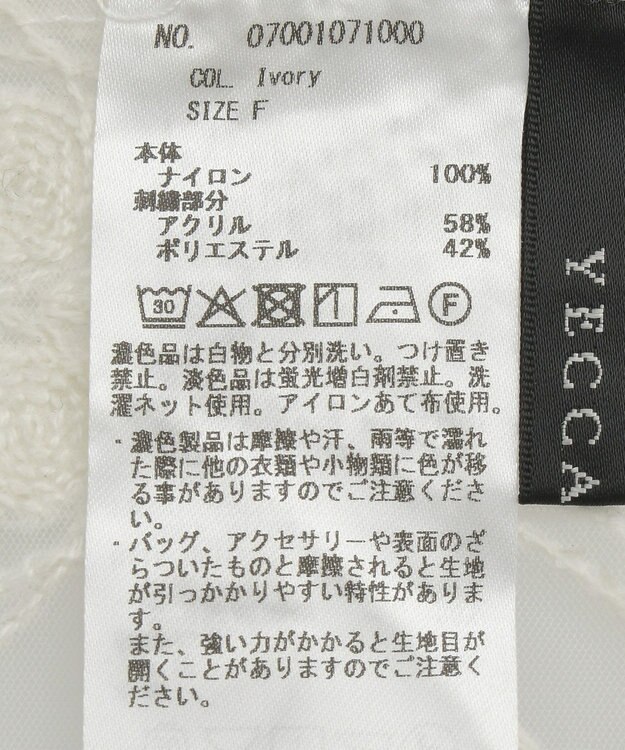 NO. 07001071000
COL. Ivory
SIZE F
本体
ナイロン 100%
刺繍部分
アクリル 58%
ポリエステル 42%
30 F
濃色品は白物と分別洗い。つけ置き
禁止。淡色品は蛍光増白剤禁止。洗
濯ネット使用。アイロンあて布使用。
・濃色製品は摩擦や汗、雨等で濡れ
た際に他の衣類や小物類に色が移
る事がありますのでご注意くださ
い。
・バッグ、アクセサリーや表面のざ
らついたものと摩擦されると生地
が引っかかりやすい特性がありま
す。
また、強い力がかかると生地目が
開くことがありますのでご注意く
ださい。
YECCA